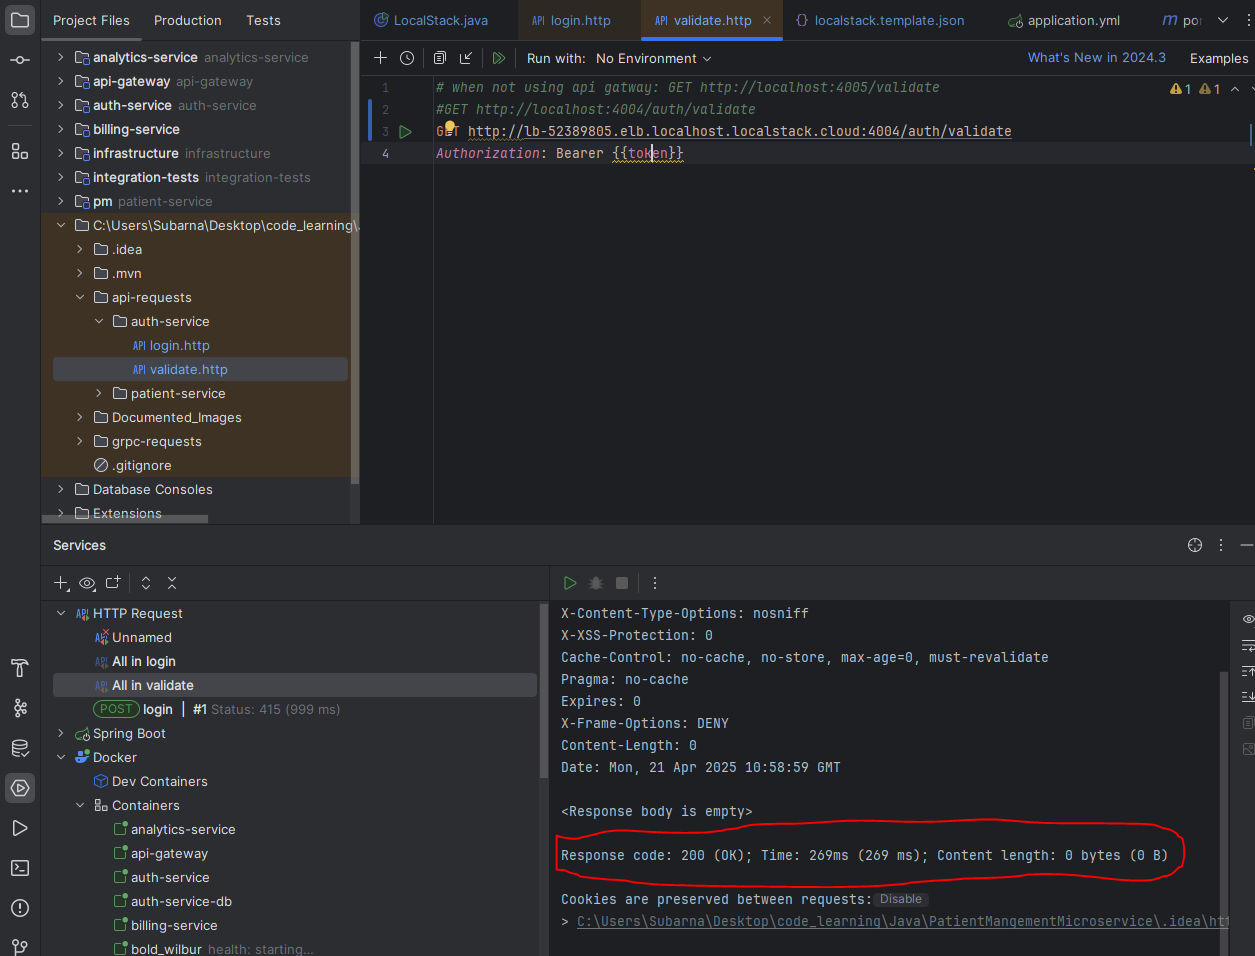 Project Files Production Tests
LocalStack.java login.http validate.http localstack.template.json application.yml
Run with: No Environment What's New in 2024.3 Examples
analytics-service analytics-service
api-gateway api-gateway
auth-service auth-service
billing-service
infrastructure infrastructure
integration-tests integration-tests
pm patient-service
C:\Users\Subarna\Desktop\code_learning\
.idea
.mvn
api-requests
auth-service
API login.http
API validate.http
patient-service
Documented_Images
grpc-requests
.gitignore
Database Consoles
Extensions
1 # when not using api gatway: GET http://localhost:4005/validate
1 1
2 #GET http://localhost:4004/auth/validate
3 GET http://lb-52389805.elb.localhost.localstack.cloud:4004/auth/validate
4 Authorization: Bearer {{token}}
Services
HTTP Request
Unnamed
All in login
All in validate
POST login | #1 Status: 415 (999 ms)
Spring Boot
Docker
Dev Containers
Containers
analytics-service
api-gateway
auth-service
auth-service-db
billing-service
bold_wilbur health: starting...
X-Content-Type-Options: nosniff
X-XSS-Protection: 0
Cache-Control: no-cache, no-store, max-age=0, must-revalidate
Pragma: no-cache
Expires: 0
X-Frame-Options: DENY
Content-Length: 0
Date: Mon, 21 Apr 2025 10:58:59 GMT
<Response body is empty>
Response code: 200 (OK); Time: 269ms (269 ms); Content length: 0 bytes (0 B)
Cookies are preserved between requests: Disable
> C:\Users\Subarna\Desktop\code_learning\Java\PatientMangementMicroservice\.idea\htt